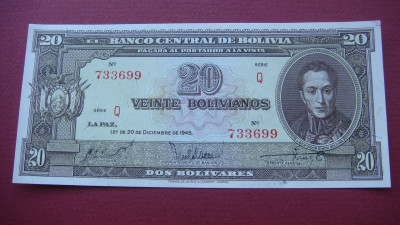 20 BANCO CENTRAL DE BOLIVIA 20
PAGARA AL PORTADOR A LA VISTA
Nº
733699
20
SERIE
Q
SERIE Q
VEINTE BOLIVIANOS
LA PAZ,
LEY DE 20 DE DICIEMBRE DE 1945
Nº
733699
20 DOS BOLIVARES 20